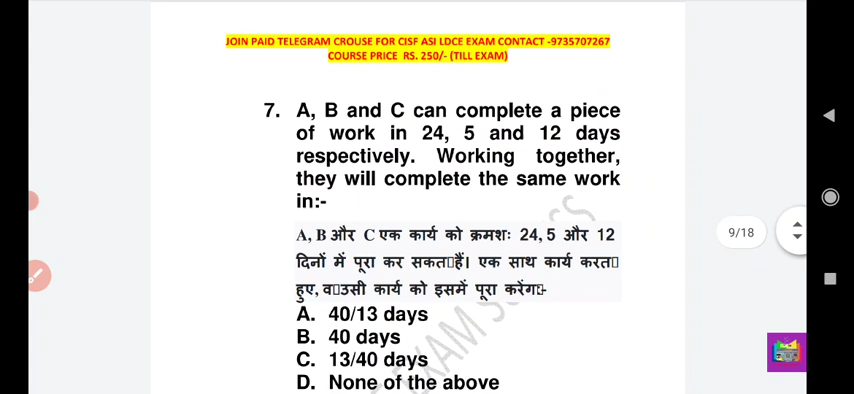 JOIN PAID TELEGRAM CROUSE FOR CISF ASI LDCE EXAM CONTACT -9735707267
COURSE PRICE RS. 250/- (TILL EXAM)
7. A, B and C can complete a piece
of work in 24, 5 and 12 days
respectively. Working together,
they will complete the same work
in:-
A, B और C एक कार्य को क्रमशः 24, 5 और 12
दिनों में पूरा कर सकत▯हैं। एक साथ कार्य करत▯
हुए, व▯उसी कार्य को इसमें पूरा करेंग▯-
A. 40/13 days
B. 40 days
C. 13/40 days
D. None of the above
9/18
EXAM